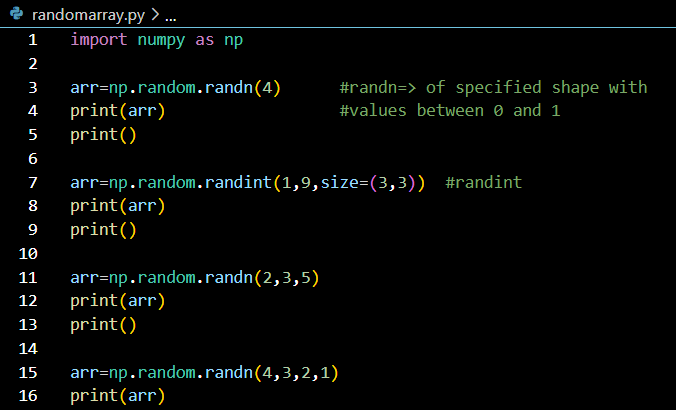 randomarray.py > ...
1 import numpy as np
2
3 arr=np.random.randn(4)      #randn=> of specified shape with
4 print(arr)                  #values between 0 and 1
5 print()
6
7 arr=np.random.randint(1,9,size=(3,3))  #randint
8 print(arr)
9 print()
10
11 arr=np.random.randn(2,3,5)
12 print(arr)
13 print()
14
15 arr=np.random.randn(4,3,2,1)
16 print(arr)